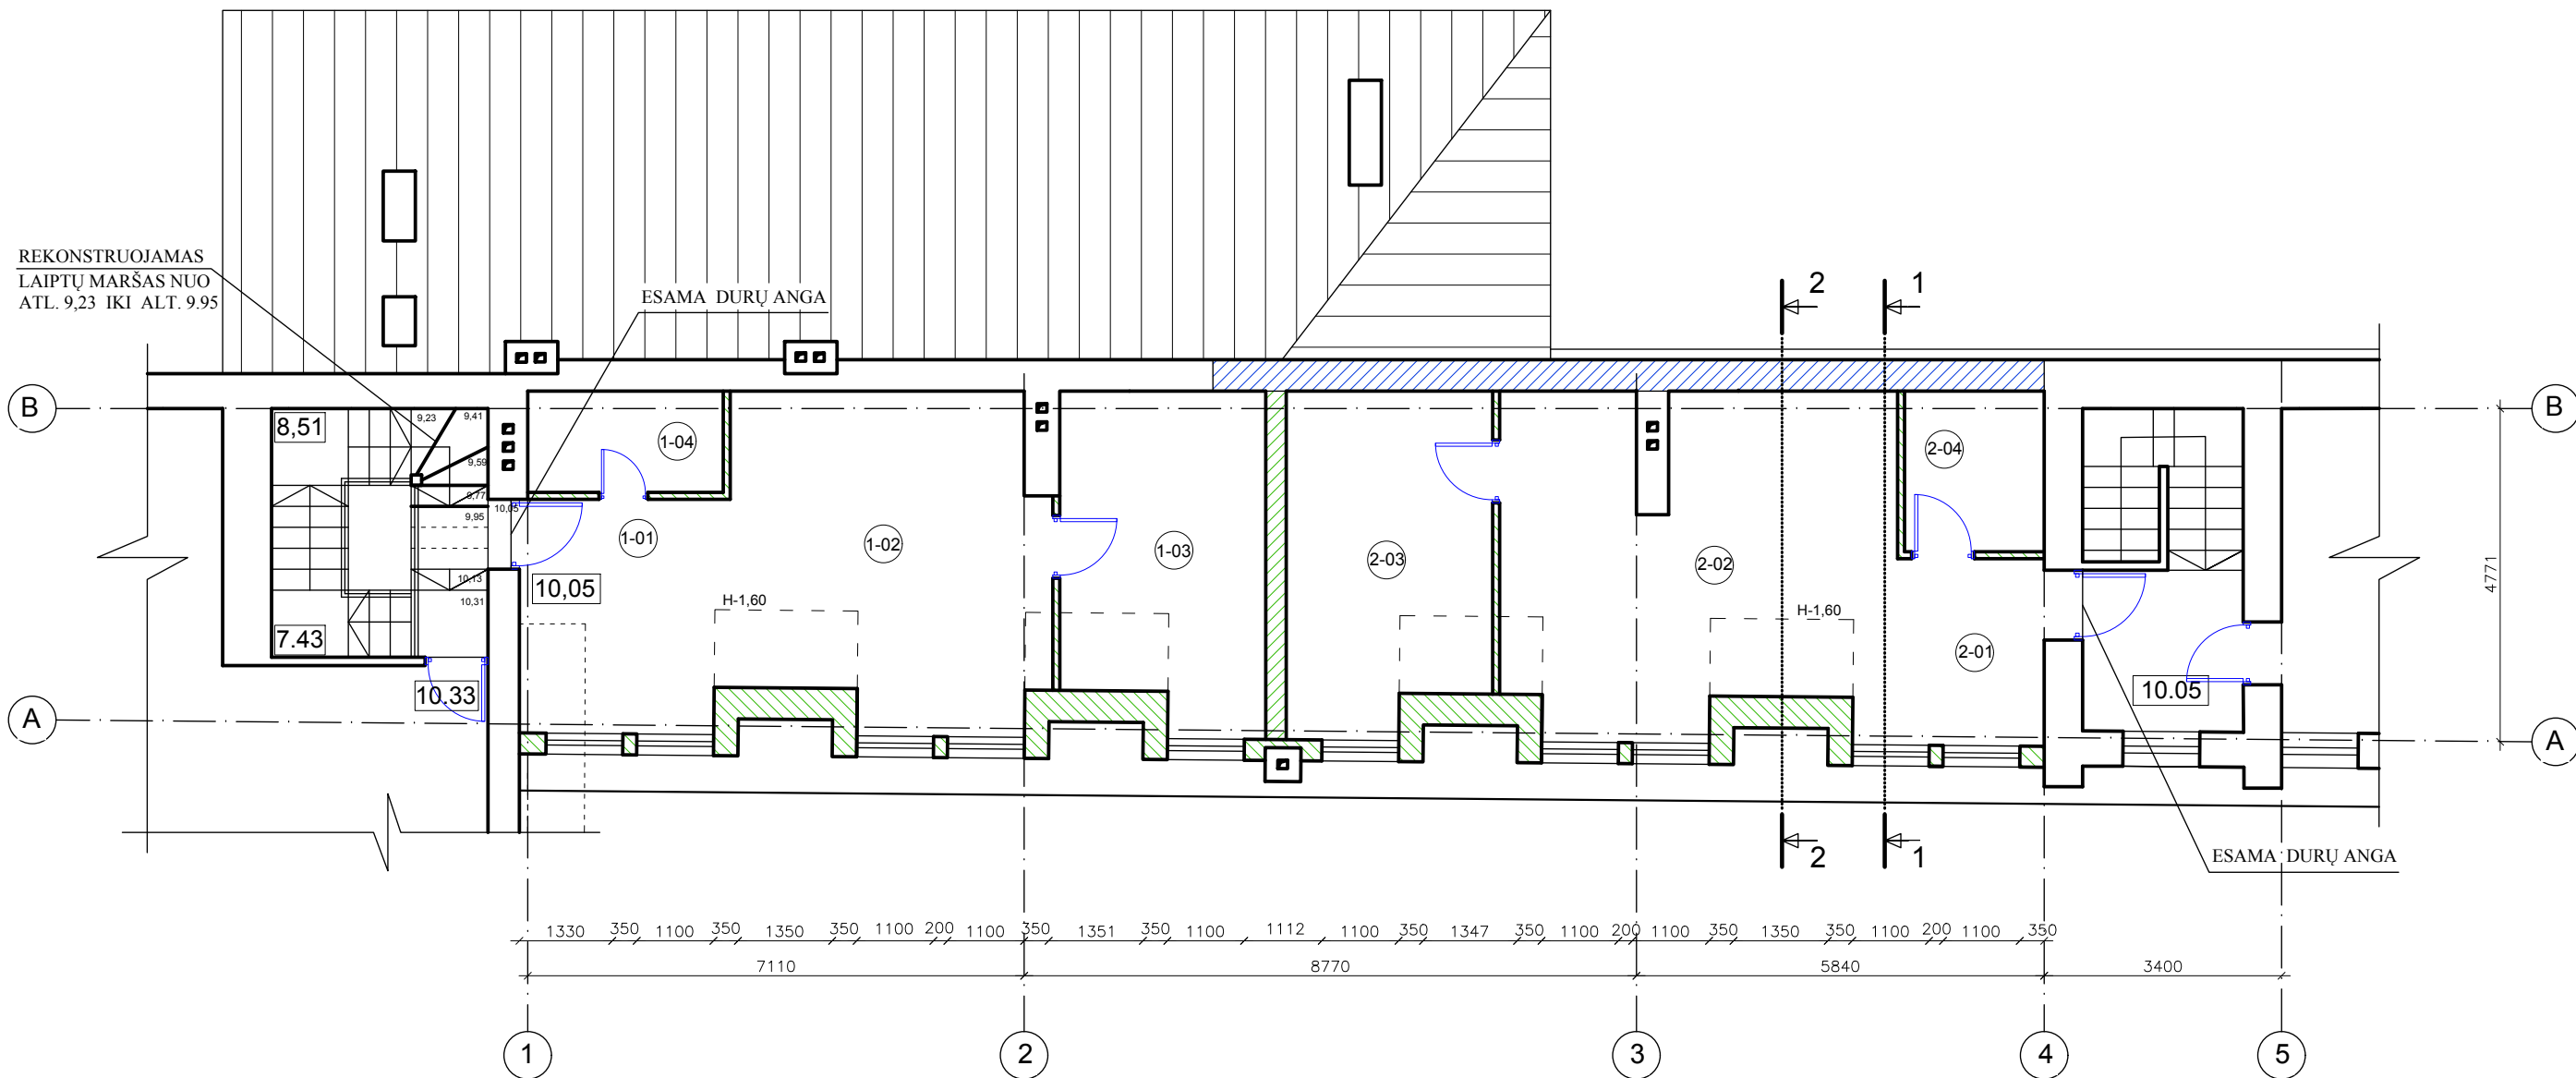 REKONSTRUOJAMAS
LAIPTŲ MARŠAS NUO
ATL. 9,23 IKI ALT. 9.95
ESAMA DURŲ ANGA
2
1
B
B
8,51
9,23
9,41
9,59
9,77
9,95
10,05
10,13
10,31
7.43
10.33
10,05
1-04
1-01
1-02
1-03
2-03
2-02
2-04
2-01
H-1,60
H-1,60
10.05
4771
A
A
2
1
ESAMA DURŲ ANGA
1330 350 1100 350 1350 350 1100 200 1100 350 1351 350 1100 1112 1100 350 1347 350 1100 200 1100 350 1350 350 1100 200 1100 350
7110 8770 5840 3400
1 2 3 4 5